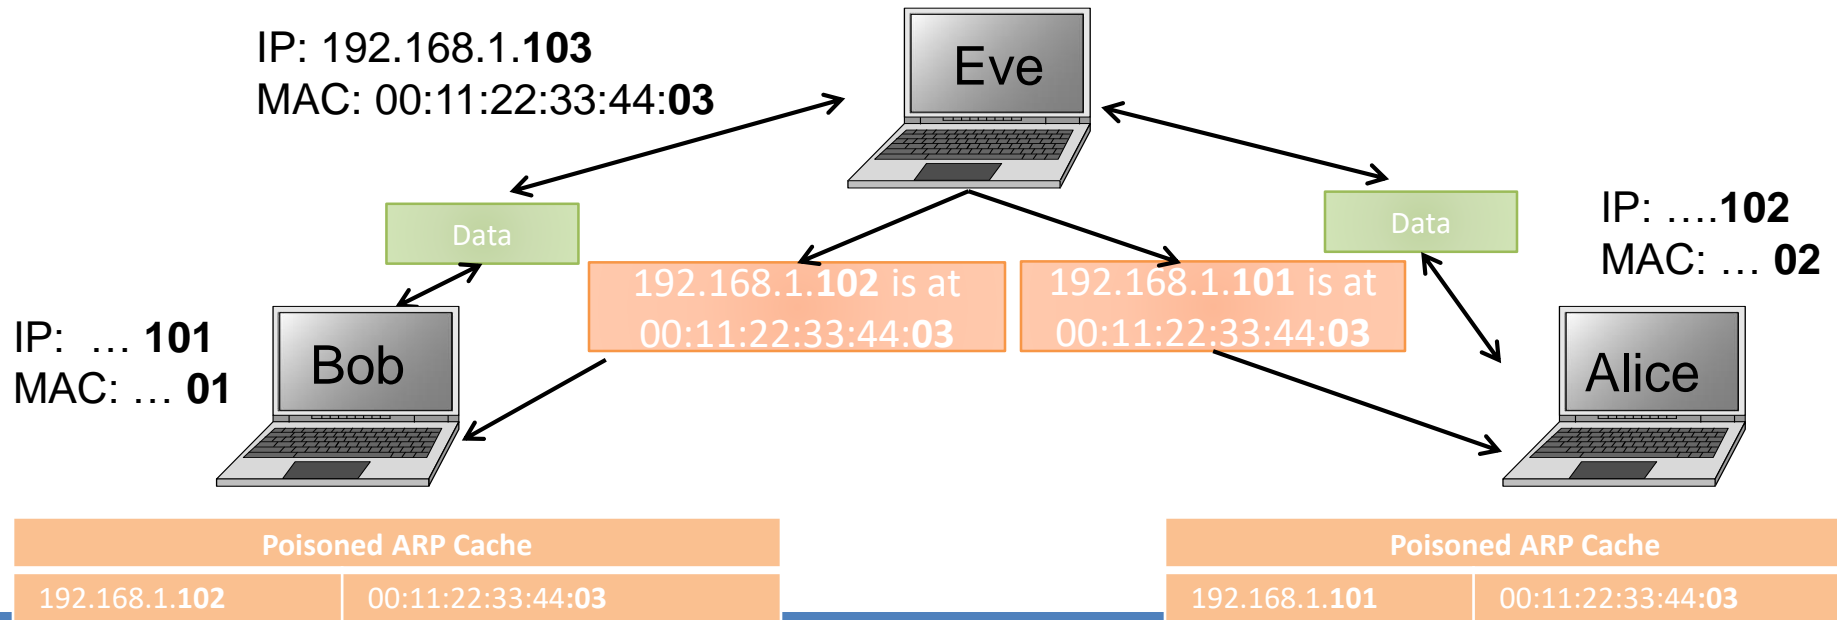 IP: 192.168.1.103
MAC: 00:11:22:33:44:03
Eve
Data
Data
IP: ….102
MAC: … 02
192.168.1.102 is at
00:11:22:33:44:03
192.168.1.101 is at
00:11:22:33:44:03
IP: … 101
MAC: … 01
Bob
Alice
Poisoned ARP Cache
192.168.1.102 00:11:22:33:44:03
Poisoned ARP Cache
192.168.1.101 00:11:22:33:44:03